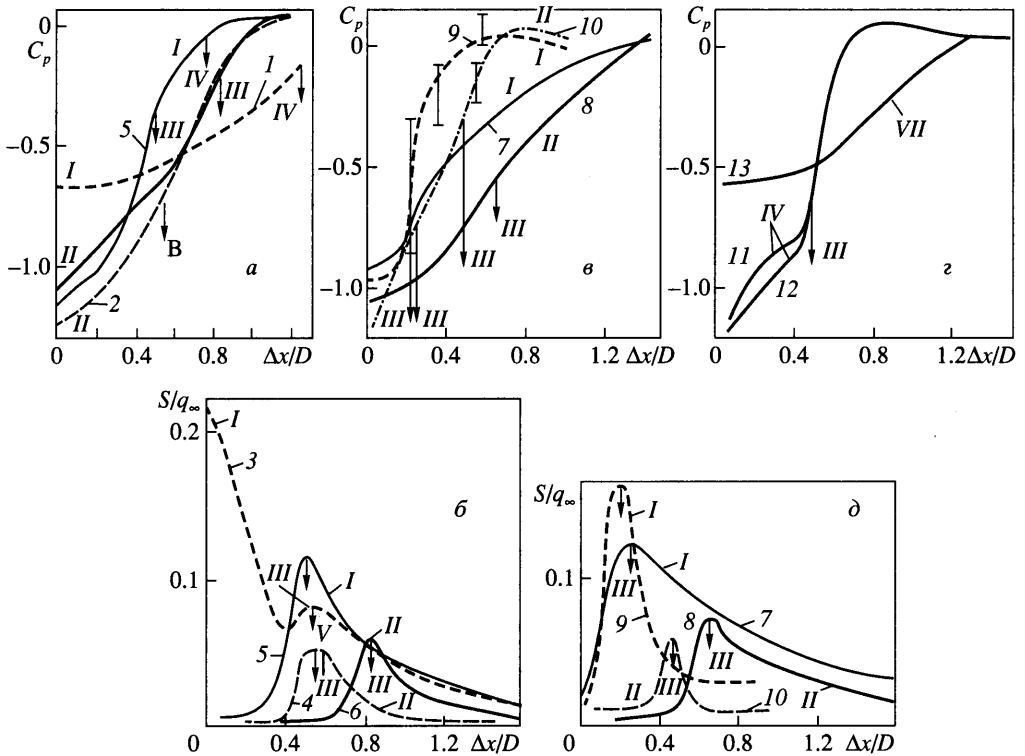 0
C_p
−0.5
−1.0
I
IV
III
III
1
IV
5
I
II
II
2
В
а
0 0.4 0.8 1.2 Δx/D
C_p
0
−0.5
−1.0
9
II
10
I
I
7
8
II
III
III
III
III
в
0 0.4 0.8 1.2 Δx/D
C_p
0
−0.5
−1.0
13
VII
IV
11
12
III
г
0 0.4 0.8 1.2 Δx/D
S/q∞
0.2
0.1
0
I
3
III
I
V
II
5
4
III
6
III
II
б
0 0.4 0.8 1.2 Δx/D
S/q∞
0.1
I
I
III
9
8
7
III
II
III
10
II
д
0 0.4 0.8 1.2 Δx/D